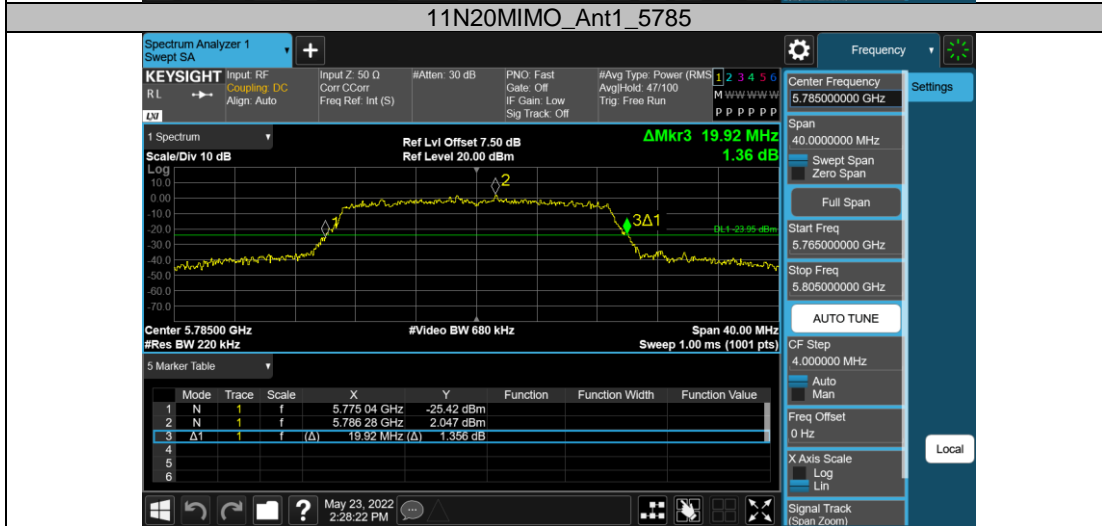 11N20MIMO_Ant1_5785
Spectrum Analyzer 1
Swept SA
Frequency
KEYSIGHT Input: RF Input Z: 50 Ω #Atten: 30 dB PNO: Fast #Avg Type: Power (RMS 1 2 3 4 5 6
RL Coupling: DC Corr CCorr Gate: Off Avg|Hold: 47/100 M W W W W W
Align: Auto Freq Ref: Int (S) IF Gain: Low Trig: Free Run
LXI Sig Track: Off P P P P P P
Center Frequency
5.785000000 GHz
Settings
1 Spectrum
Scale/Div 10 dB
Ref Lvl Offset 7.50 dB
Ref Level 20.00 dBm
ΔMkr3 19.92 MHz
1.36 dB
Log
10.0
0.00
-10.0
-20.0
-30.0
-40.0
-50.0
-60.0
-70.0
1
2
3Δ1
DL1 -23.95 dBm
Center 5.78500 GHz #Video BW 680 kHz Span 40.00 MHz
#Res BW 220 kHz Sweep 1.00 ms (1001 pts)
Span
40.0000000 MHz
Swept Span
Zero Span
Full Span
Start Freq
5.765000000 GHz
Stop Freq
5.805000000 GHz
AUTO TUNE
CF Step
4.000000 MHz
Auto
Man
Freq Offset
0 Hz
X Axis Scale
Log
Lin
Signal Track
(Span Zoom)
Local
5 Marker Table
Mode Trace Scale X Y Function Function Width Function Value
1 N 1 f 5.775 04 GHz -25.42 dBm
2 N 1 f 5.786 28 GHz 2.047 dBm
3 Δ1 1 f (Δ) 19.92 MHz (Δ) 1.356 dB
4
5
6
? May 23, 2022
2:28:22 PM